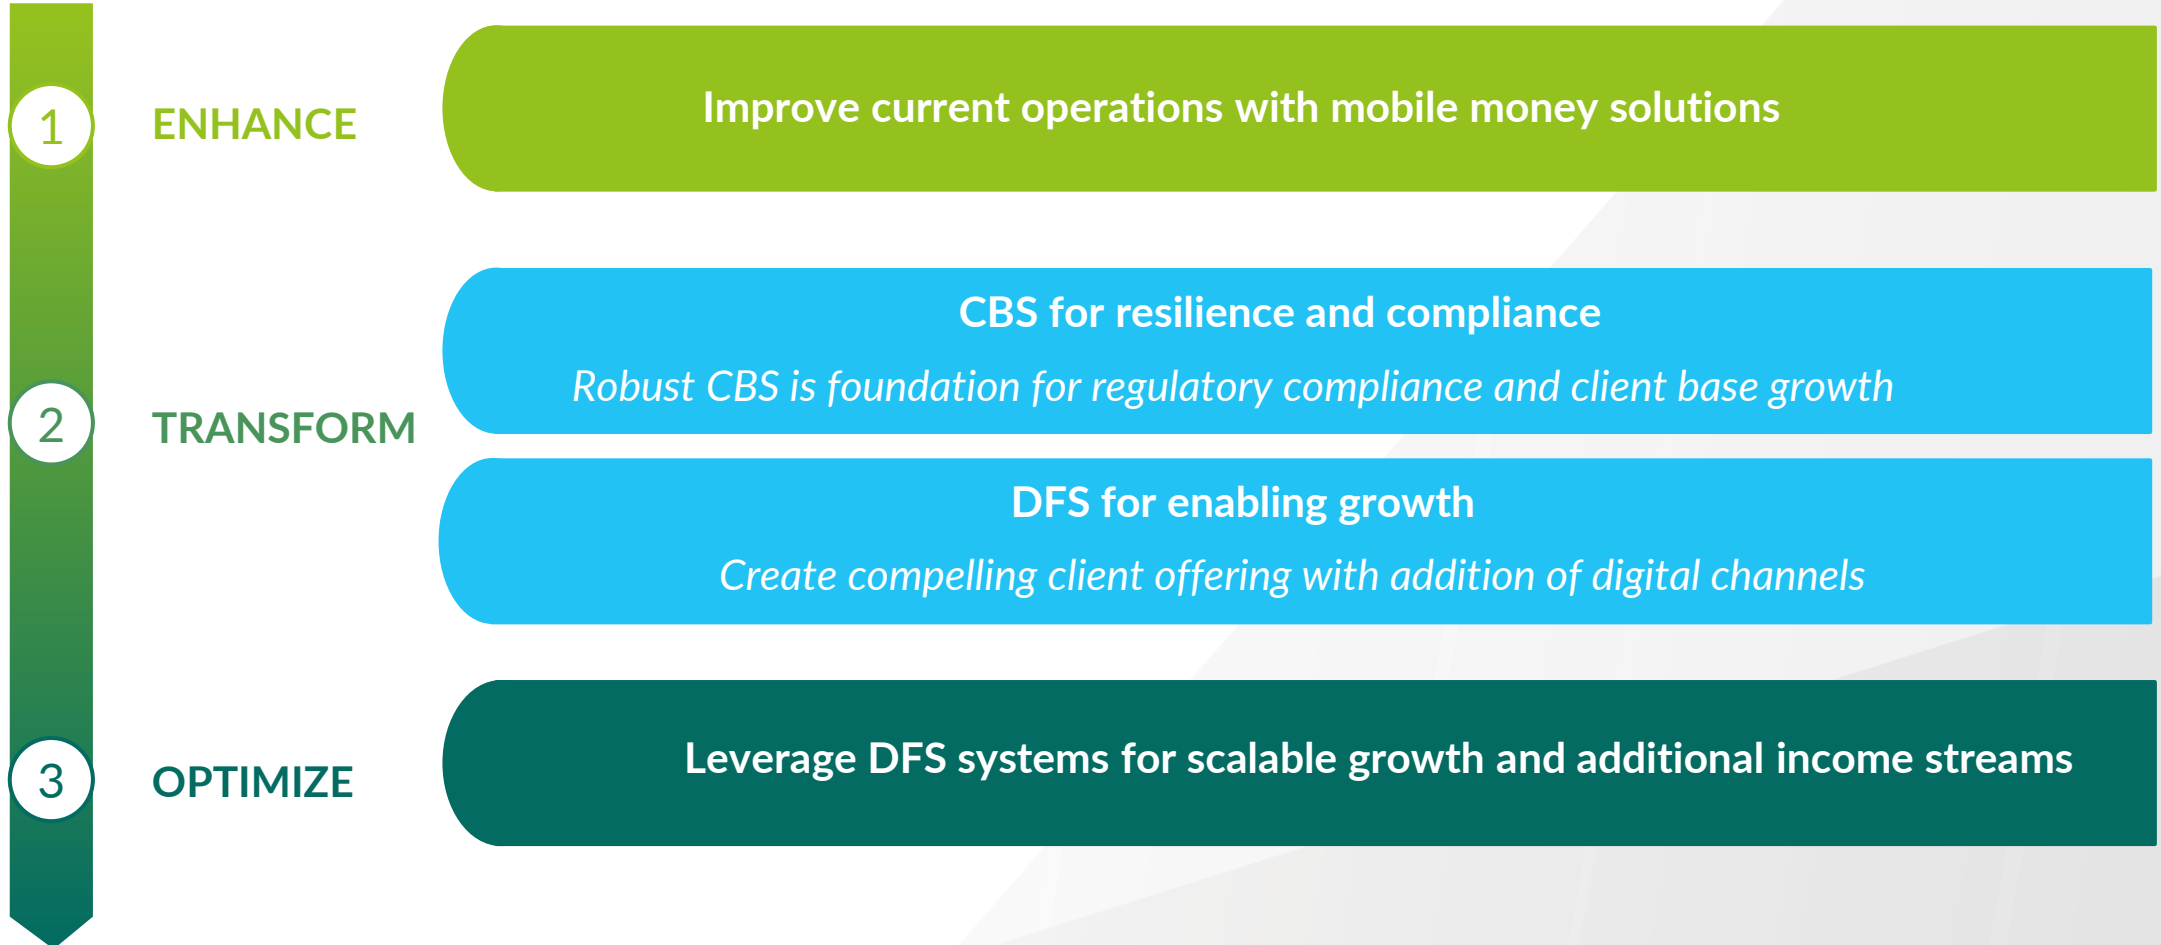 1
ENHANCE
Improve current operations with mobile money solutions
2
TRANSFORM
CBS for resilience and compliance
Robust CBS is foundation for regulatory compliance and client base growth
DFS for enabling growth
Create compelling client offering with addition of digital channels
3
OPTIMIZE
Leverage DFS systems for scalable growth and additional income streams